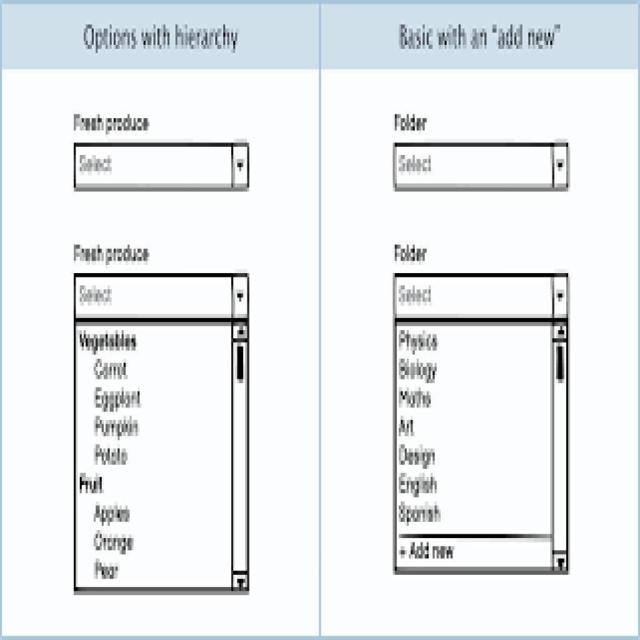 Options with hierarchy
Fresh produce
Select
Fresh produce
Select
Vegetables
Carrot
Eggplant
Pumpkin
Potato
Fruit
Apples
Orange
Pear
Basic with an "add new"
Folder
Select
Folder
Select
Physics
Biology
Maths
Art
Design
English
Spanish
+ Add new